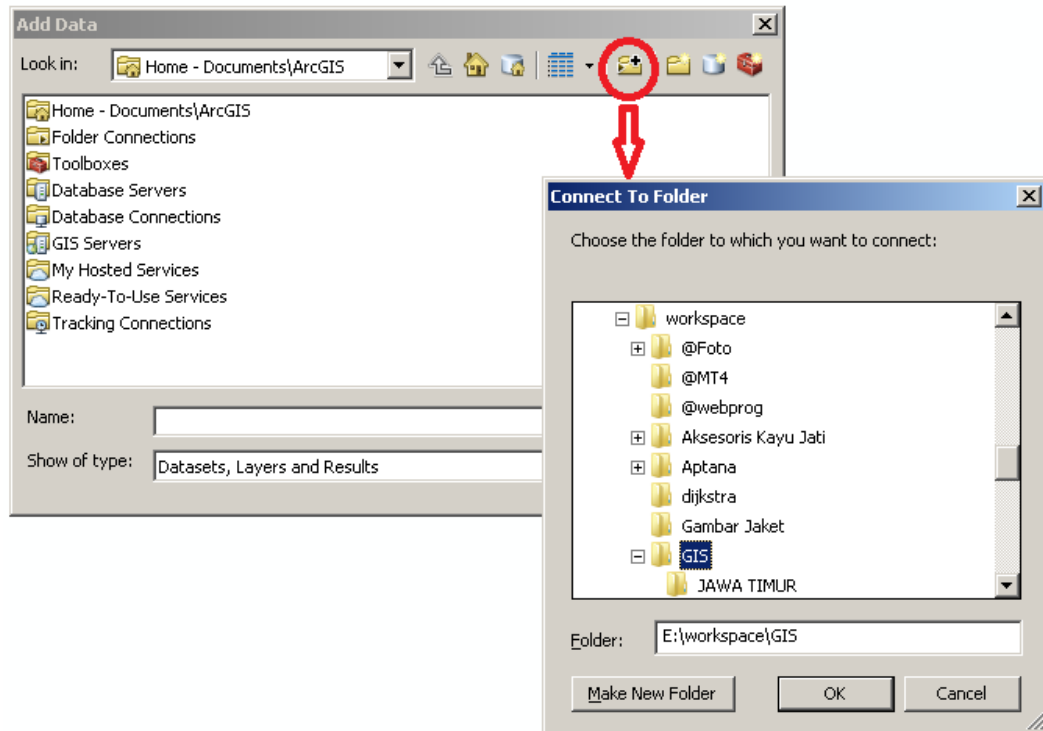 Add Data
Look in:
Home - Documents\ArcGIS
Home - Documents\ArcGIS
Folder Connections
Toolboxes
Database Servers
Database Connections
GIS Servers
My Hosted Services
Ready-To-Use Services
Tracking Connections
Name:
Show of type:
Datasets, Layers and Results
Connect To Folder
Choose the folder to which you want to connect:
workspace
@Foto
@MT4
@webprog
Aksesoris Kayu Jati
Aptana
dijkstra
Gambar Jaket
GIS
JAWA TIMUR
Folder:
E:\workspace\GIS
Make New Folder
OK
Cancel